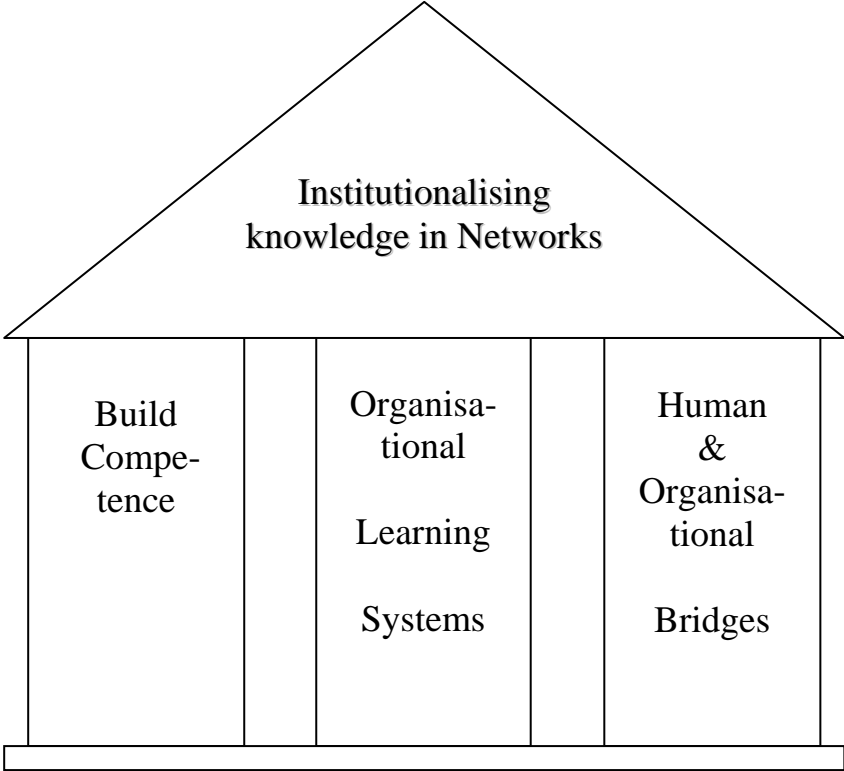 Institutionalising
knowledge in Networks
Build
Compe-
tence
Organisa-
tional
Learning
Systems
Human
&
Organisa-
tional
Bridges